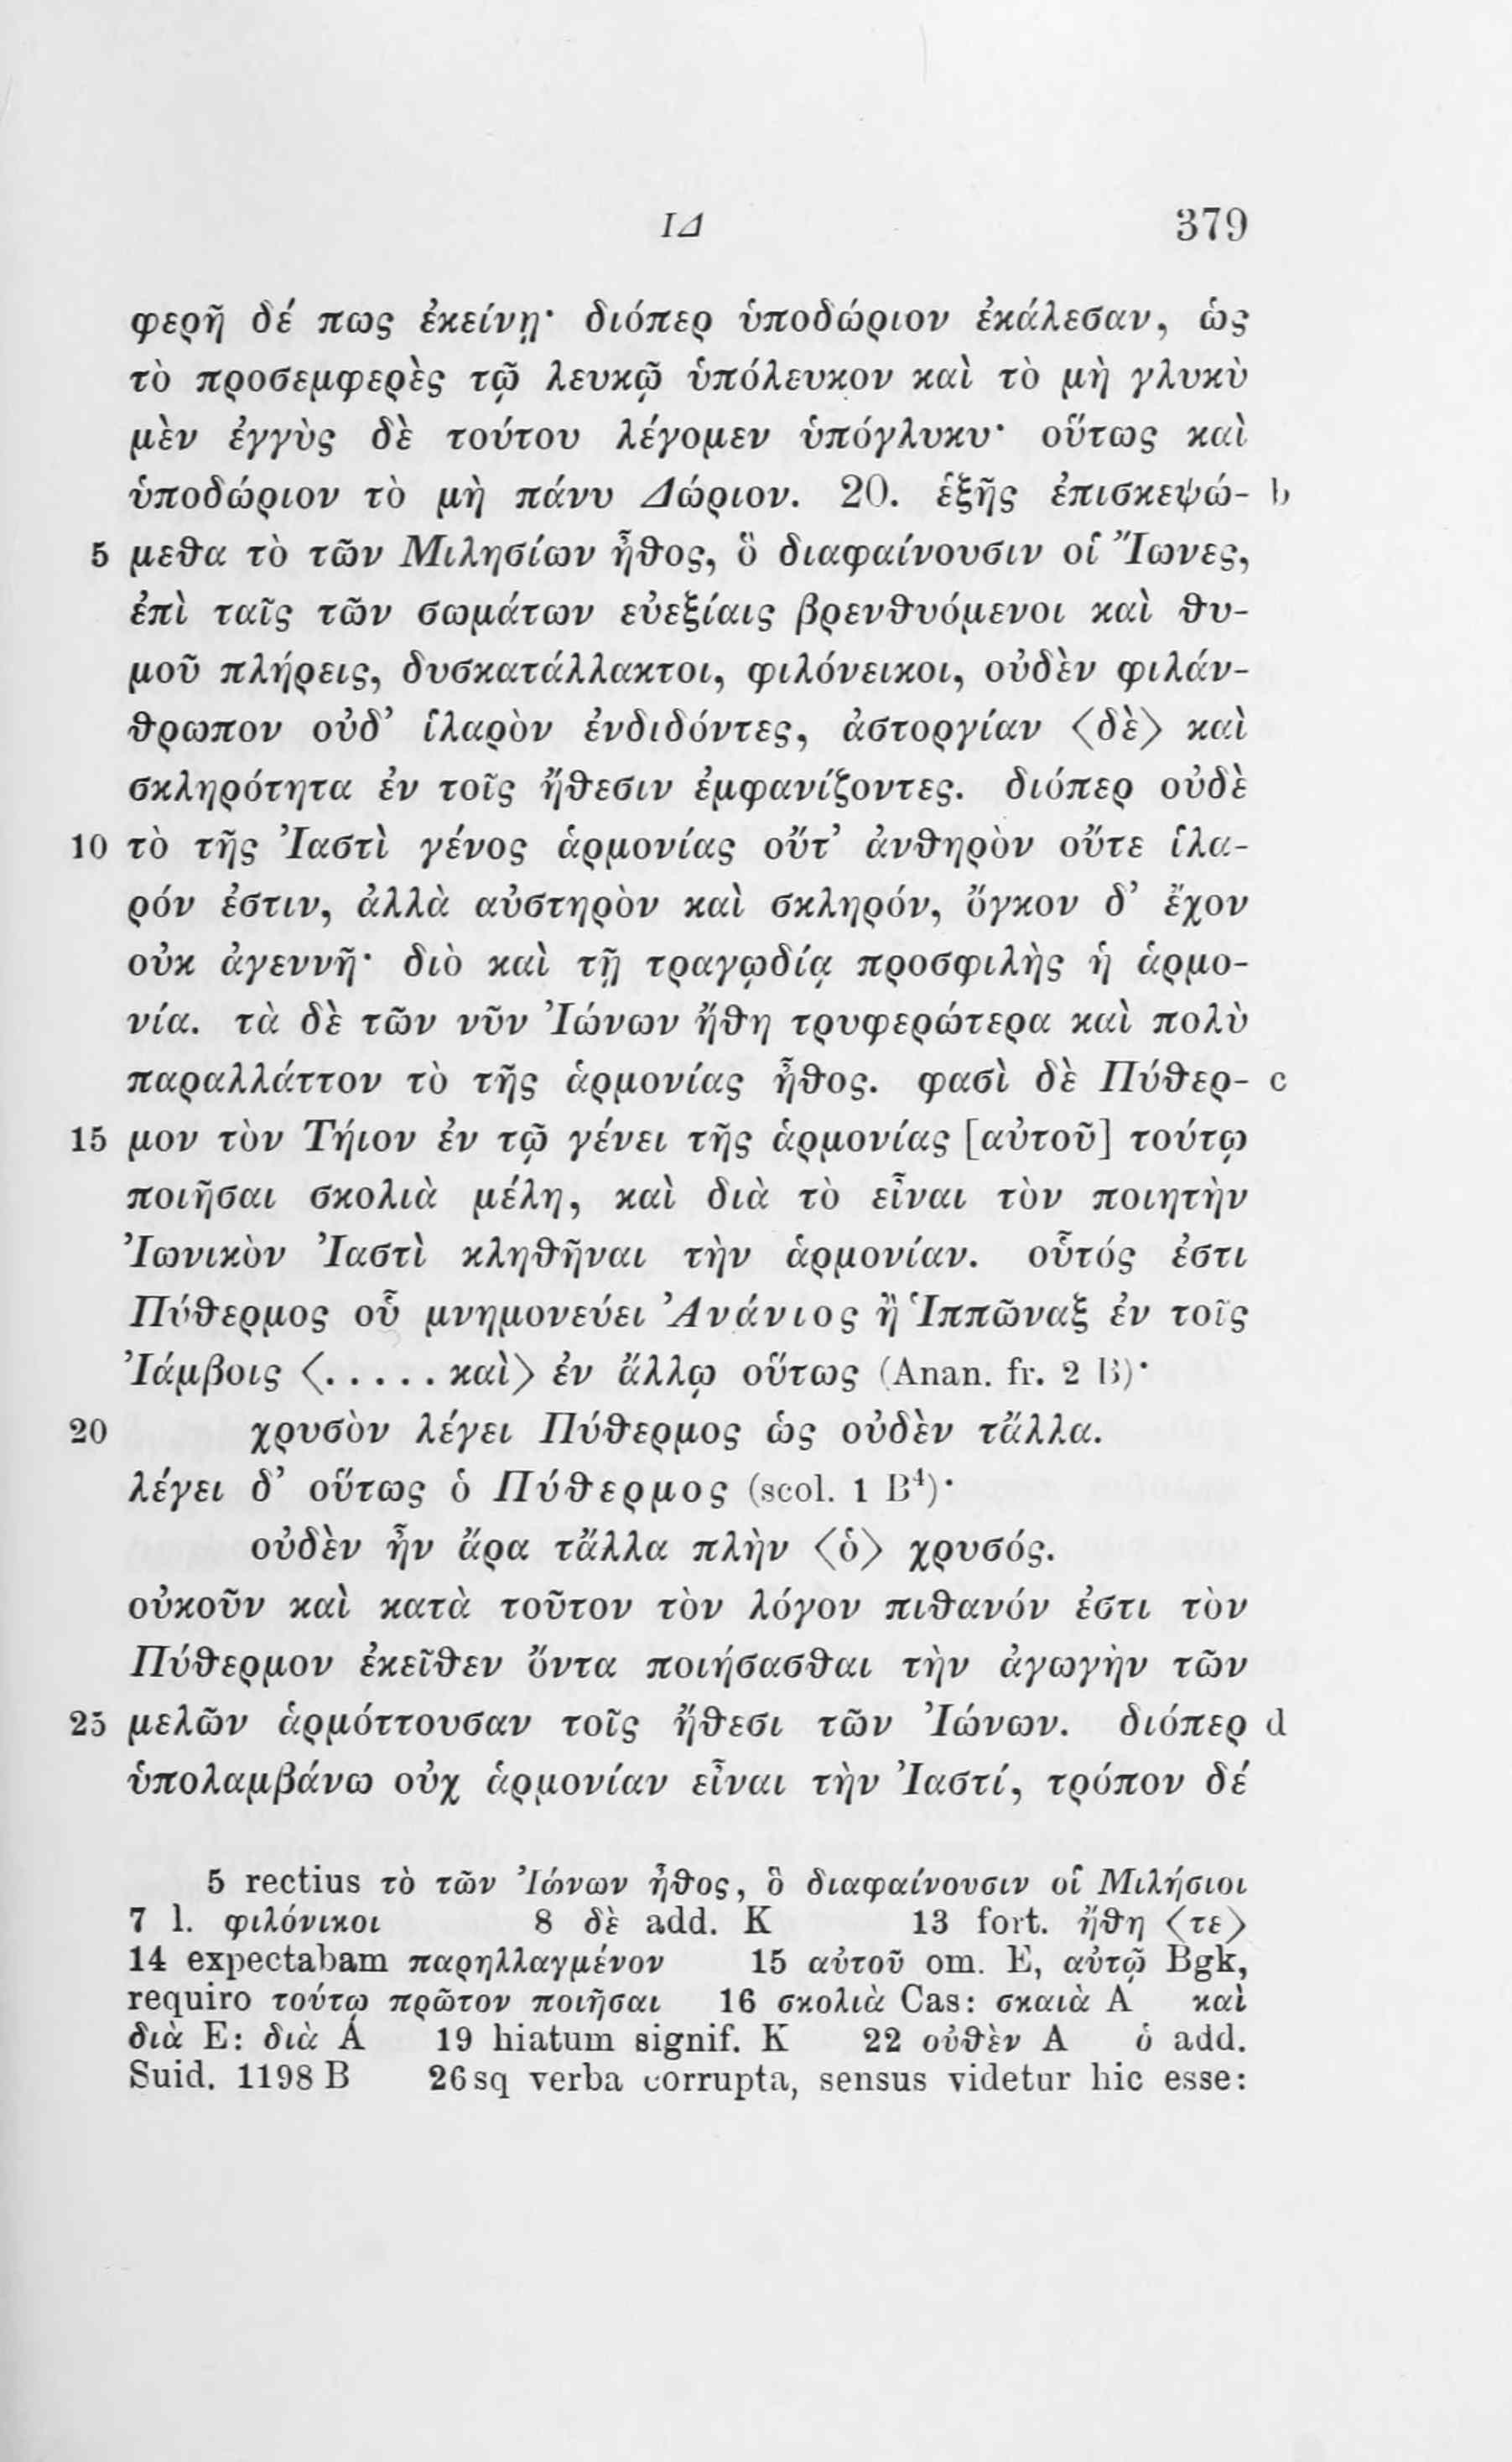 ΙΔ 379
φερῆ δέ πως ἐκείνῃ· διόπερ ὑποδώριον ἐκάλεσαν, ὡς
τὸ προσεμφερὲς τῷ λευκῷ ὑπόλευκον καὶ τὸ μὴ γλυκὺ
μὲν ἐγγὺς δὲ τούτου λέγομεν ὑπόγλυκυ· οὕτως καὶ
ὑποδώριον τὸ μὴ πάνυ Δώριον. 20. ἑξῆς ἐπισκεψώ- b
5 μεθα τὸ τῶν Μιλησίων ἦθος, ὃ διαφαίνουσιν οἱ Ἴωνες,
ἐπὶ ταῖς τῶν σωμάτων εὐεξίαις βρενθυόμενοι καὶ θυ-
μοῦ πλήρεις, δυσκατάλλακτοι, φιλόνεικοι, οὐδὲν φιλάν-
θρωπον οὐδ’ ἱλαρὸν ἐνδιδόντες, ἀστοργίαν 〈δὲ〉 καὶ
σκληρότητα ἐν τοῖς ἤθεσιν ἐμφανίζοντες. διόπερ οὐδὲ
10 τὸ τῆς Ἰαστὶ γένος ἁρμονίας οὔτ’ ἀνθηρὸν οὔτε ἱλα-
ρόν ἐστιν, ἀλλὰ αὐστηρὸν καὶ σκληρόν, ὄγκον δ’ ἔχον
οὐκ ἀγεννῆ· διὸ καὶ τῇ τραγῳδίᾳ προσφιλὴς ἡ ἁρμο-
νία. τὰ δὲ τῶν νῦν Ἰώνων ἤθη τρυφερώτερα καὶ πολὺ
παραλλάττον τὸ τῆς ἁρμονίας ἦθος. φασὶ δὲ Πύθερ- c
15 μον τὸν Τήιον ἐν τῷ γένει τῆς ἁρμονίας [αὐτοῦ] τούτῳ
ποιῆσαι σκολιὰ μέλη, καὶ διὰ τὸ εἶναι τὸν ποιητὴν
Ἰωνικὸν Ἰαστὶ κληθῆναι τὴν ἁρμονίαν. οὗτός ἐστι
Πύθερμος οὗ μνημονεύει Ἀνάνιος ἢ Ἱππῶναξ ἐν τοῖς
Ἰάμβοις 〈. . . . . καὶ〉 ἐν ἄλλῳ οὕτως (Anan. fr. 2 B)·
20 χρυσὸν λέγει Πύθερμος ὡς οὐδὲν τἄλλα.
λέγει δ’ οὕτως ὁ Πύθερμος (scol. 1 B⁴)·
οὐδὲν ἦν ἄρα τἄλλα πλὴν 〈ὁ〉 χρυσός.
οὐκοῦν καὶ κατὰ τοῦτον τὸν λόγον πιθανόν ἐστι τὸν
Πύθερμον ἐκεῖθεν ὄντα ποιήσασθαι τὴν ἀγωγὴν τῶν
25 μελῶν ἁρμόττουσαν τοῖς ἤθεσι τῶν Ἰώνων. διόπερ d
ὑπολαμβάνω οὐχ ἁρμονίαν εἶναι τὴν Ἰαστί, τρόπον δέ
5 rectius τὸ τῶν Ἰώνων ἦθος, ὃ διαφαίνουσιν οἱ Μιλήσιοι
7 l. φιλόνικοι 8 δὲ add. K 13 fort. ἤθη 〈τε〉
14 expectabam παρηλλαγμένον 15 αὐτοῦ om. E, αὐτῷ Bgk,
requiro τούτῳ πρῶτον ποιῆσαι 16 σκολιὰ Cas: σκαιὰ A καὶ
διὰ E: διὰ A 19 hiatum signif. K 22 οὐθὲν A ὁ add.
Suid. 1198 B 26 sq verba corrupta, sensus videtur hic esse: